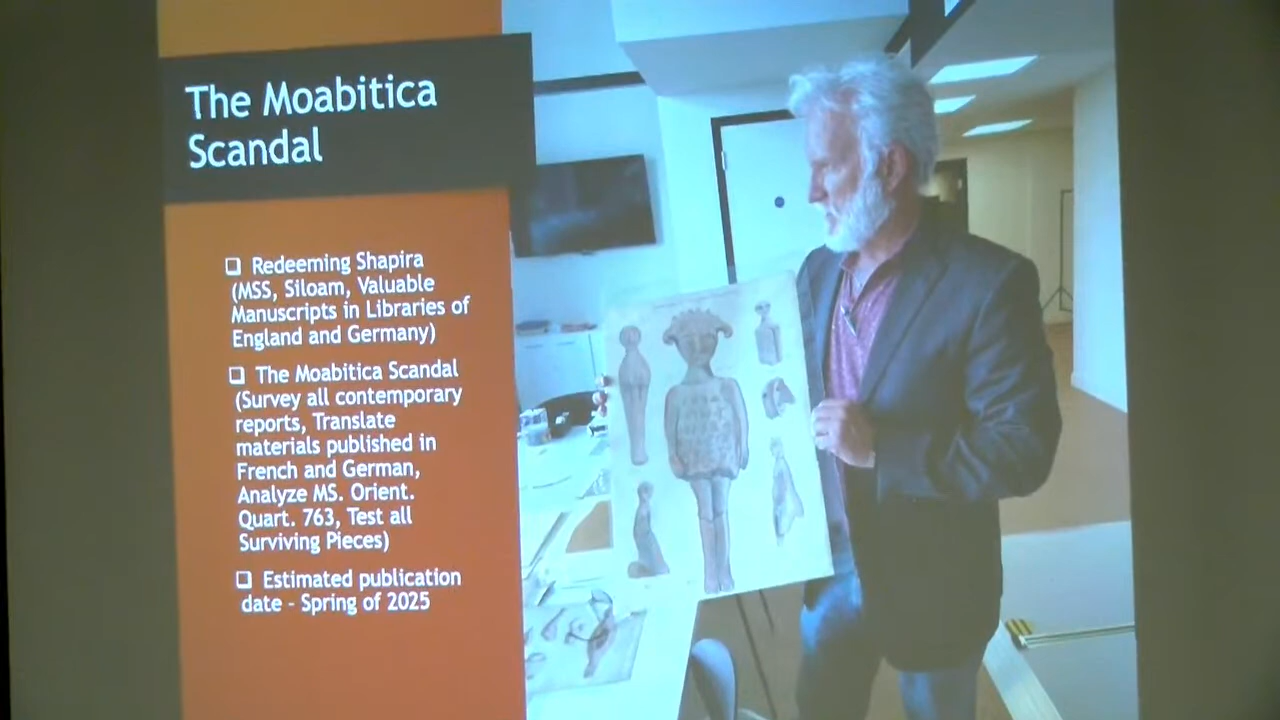 The Moabitica
Scandal
❑ Redeeming Shapira
(MSS, Siloam, Valuable
Manuscripts in Libraries of
England and Germany)
❑ The Moabitica Scandal
(Survey all contemporary
reports, Translate
materials published in
French and German,
Analyze MS. Orient.
Quart. 763, Test all
Surviving Pieces)
❑ Estimated publication
date - Spring of 2025